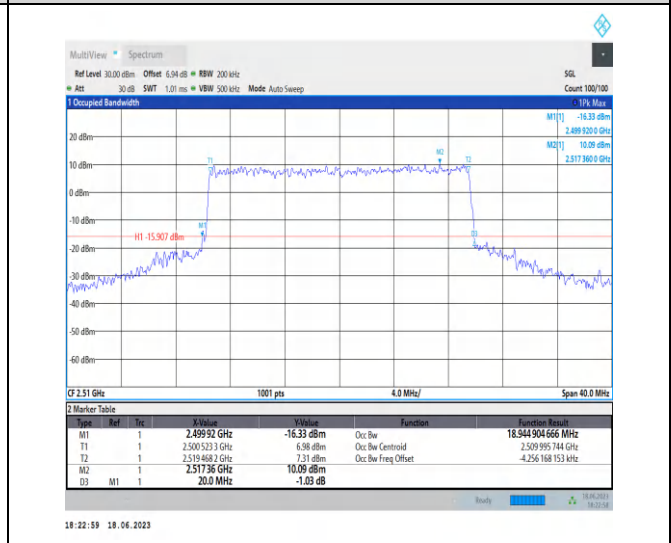 MultiView Spectrum
Ref Level 30.00 dBm Offset 6.94 dB RBW 200 kHz SGL
Att 30 dB SWT 1.01 ms VBW 500 kHz Mode Auto Sweep Count 100/100
1 Occupied Bandwidth 1Pk Max
M1[1] -16.33 dBm
2.499 920 0 GHz
M2[1] 10.09 dBm
2.517 360 0 GHz
20 dBm
10 dBm
0 dBm
-10 dBm
-20 dBm
-30 dBm
-40 dBm
-50 dBm
-60 dBm
T1
M2
T2
M1
H1 -15.907 dBm
D3
CF 2.51 GHz 1001 pts 4.0 MHz/ Span 40.0 MHz
2 Marker Table
Type Ref Trc X-Value Y-Value Function Function Result
M1 1 2.499 92 GHz -16.33 dBm Occ Bw 18.944 904 666 MHz
T1 1 2.500 523 3 GHz 6.98 dBm Occ Bw Centroid 2.509 995 744 GHz
T2 1 2.519 468 2 GHz 7.31 dBm Occ Bw Freq Offset -4.256 168 153 kHz
M2 1 2.517 36 GHz 10.09 dBm
D3 M1 1 20.0 MHz -1.03 dB
Ready 18.06.2023
18:22:58
18:22:59 18.06.2023